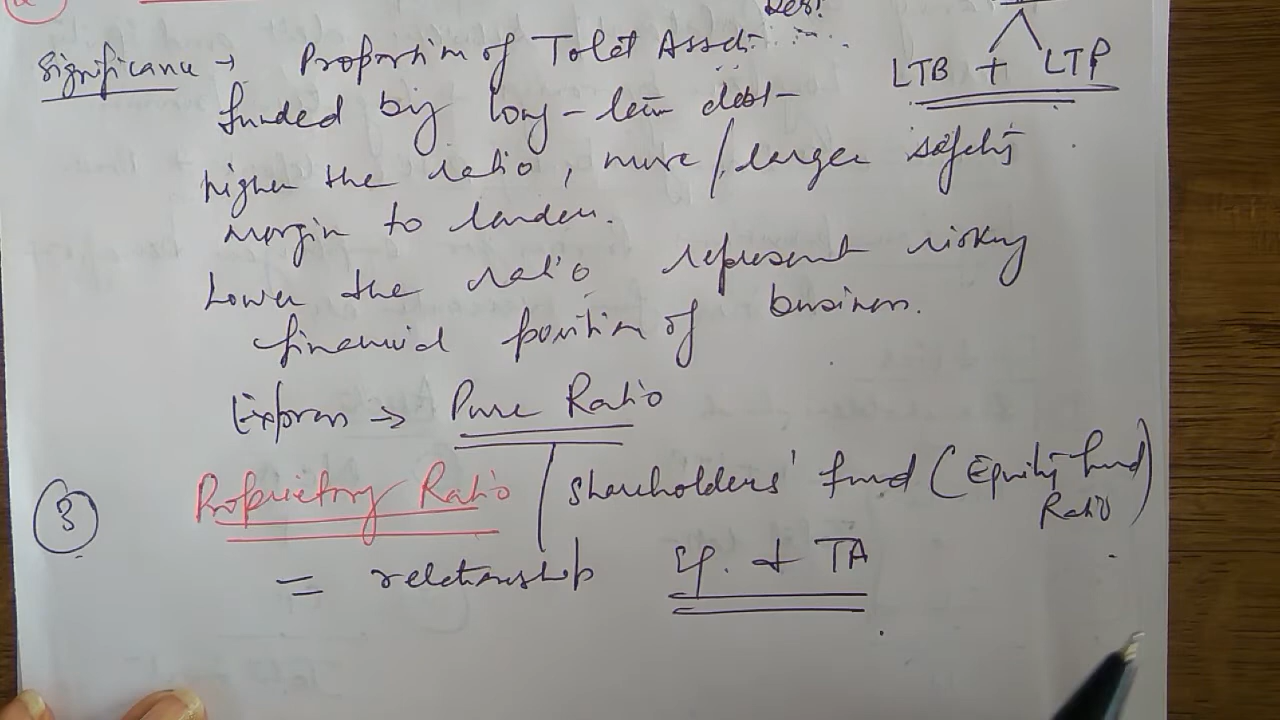 Significance → Proportion of Total Assets
LTB + LTP
funded by long-term debt
higher the ratio, more / larger safety
margin to lender.
Lower the ratio represent risky
financial position of business.
Express → Pure Ratio
③ Proprietory Ratio / Shareholders' fund (Equity fund
Ratio)
= relationship & TA